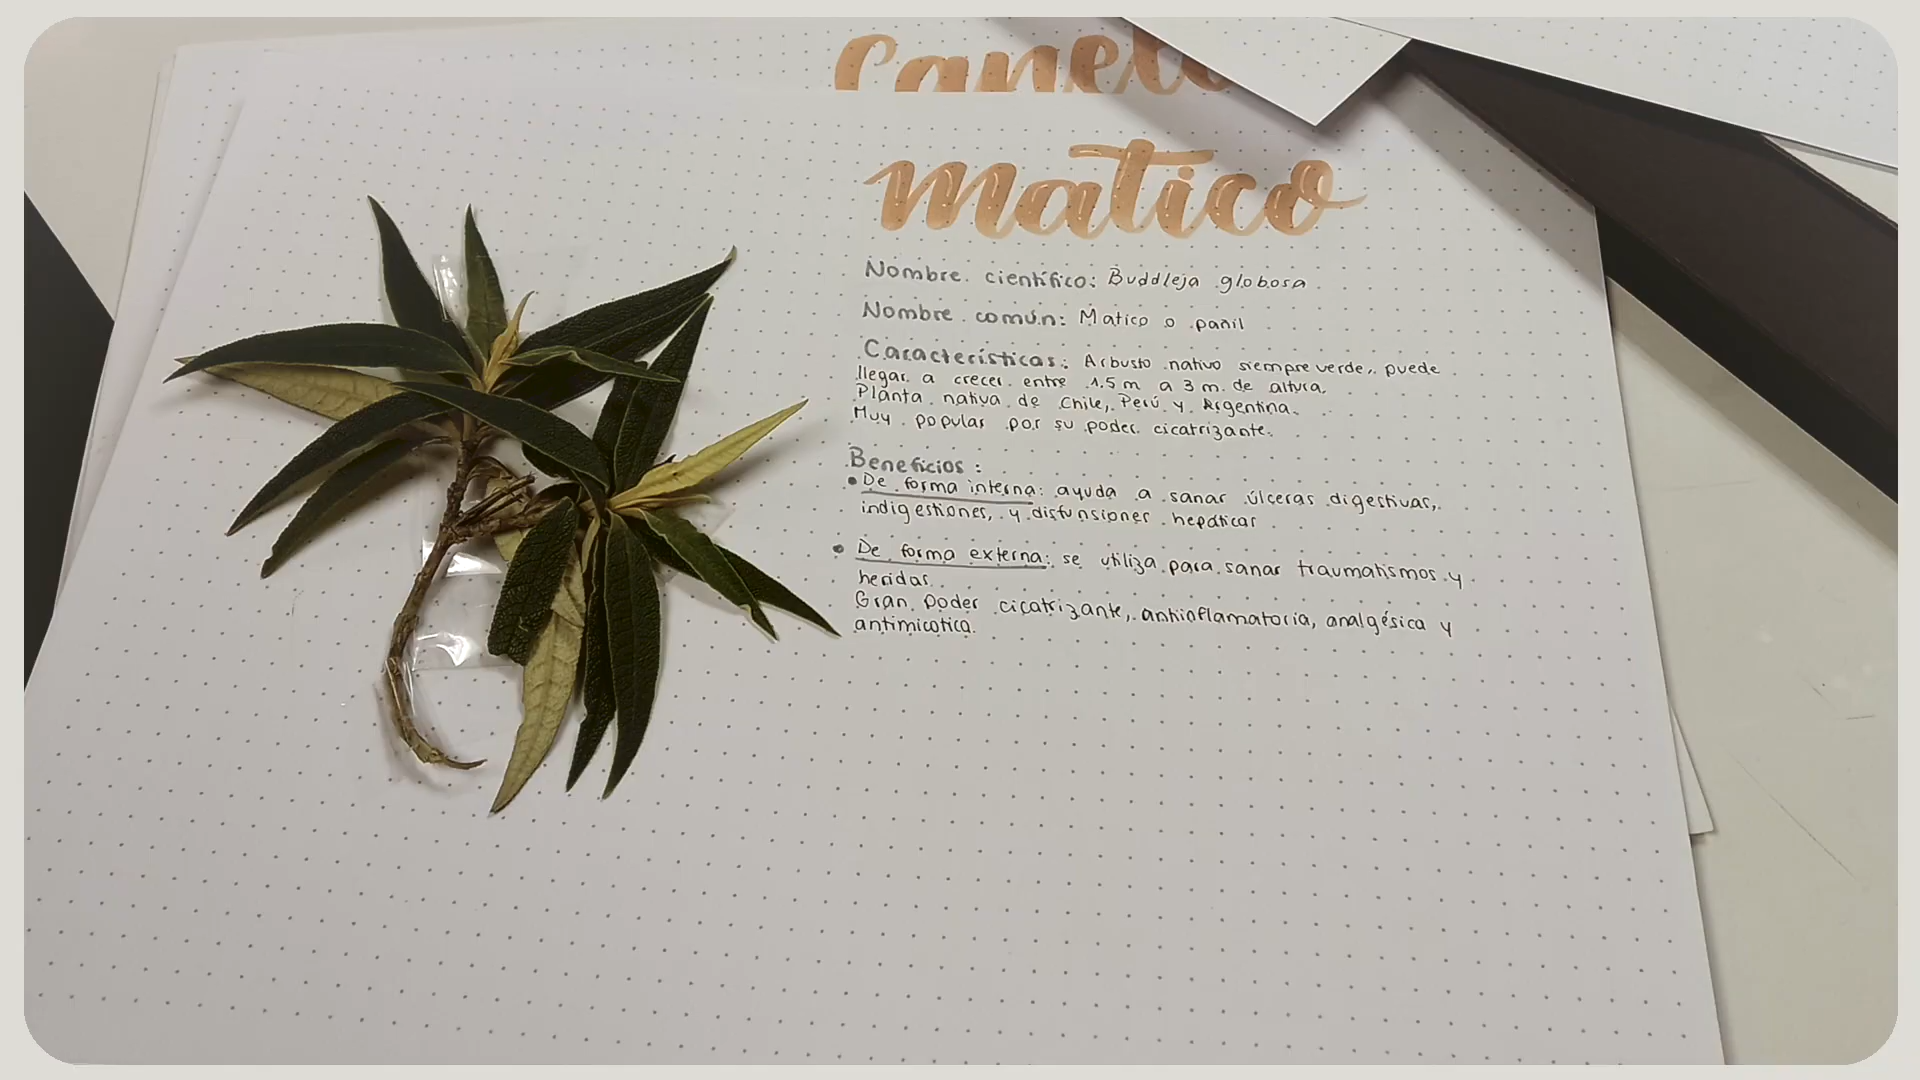 Canelo
Matico
Nombre científico: Buddleja globosa
Nombre común: Matico o pañil
Características: Arbusto nativo siempre verde, puede
llegar a crecer entre 1.5 m a 3 m de altura.
Planta nativa de Chile, Perú y Argentina.
Muy popular por su poder cicatrizante.
Beneficios:
• De forma interna: ayuda a sanar úlceras digestivas,
indigestiones, y disfunsiones hepáticas
• De forma externa: se utiliza para sanar traumatismos y
heridas.
Gran poder cicatrizante, antiinflamatoria, analgésica y
antimicotica.